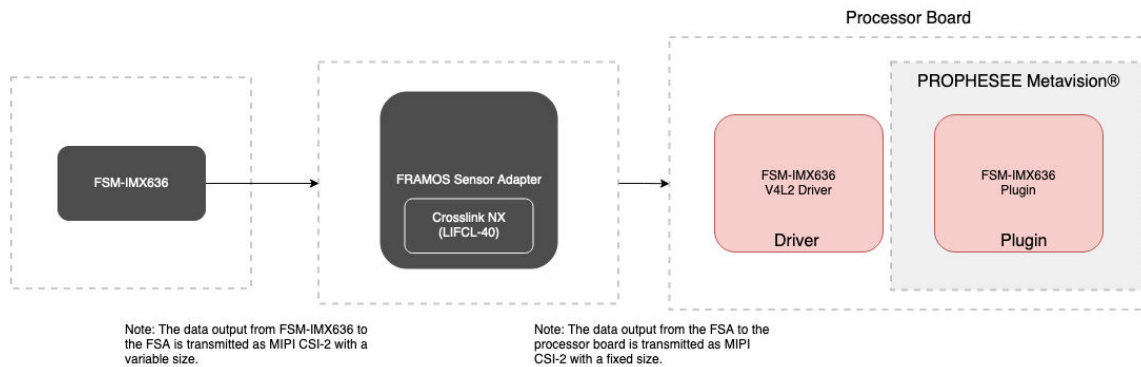 Processor Board
PROPHESEE Metavision®
FSM-IMX636
FRAMOS Sensor Adapter
Crosslink NX
(LIFCL-40)
FSM-IMX636
V4L2 Driver
Driver
FSM-IMX636
Plugin
Plugin
Note: The data output from FSM-IMX636 to
the FSA is transmitted as MIPI CSI-2 with a
variable size.
Note: The data output from the FSA to the
processor board is transmitted as MIPI
CSI-2 with a fixed size.